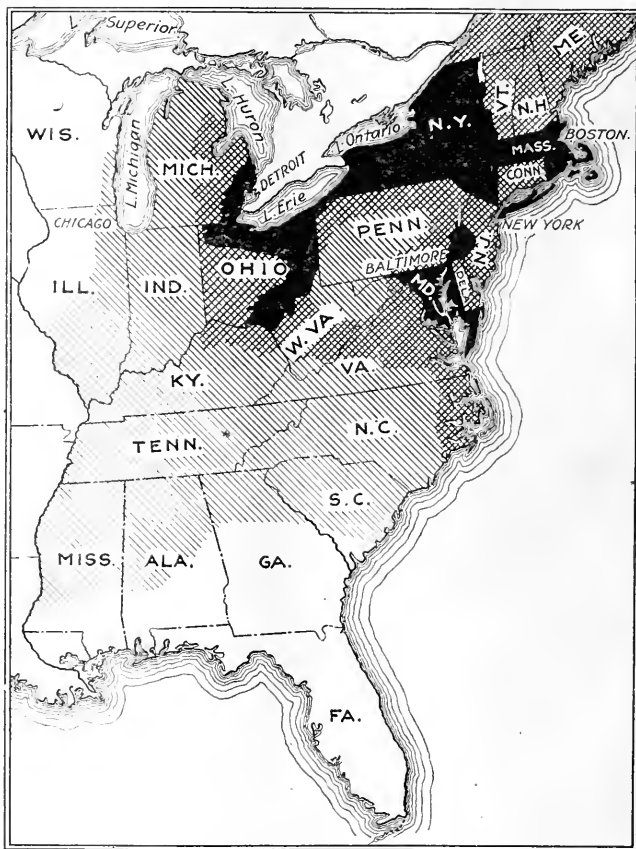 Superior
WIS.
L. Michigan
L. Huron
MICH.
DETROIT
L. Ontario
L. Erie
N.Y.
VT.
N.H.
ME.
BOSTON.
MASS.
CONN.
CHICAGO
NEW YORK
PENN.
N.J.
ILL.
IND.
OHIO
BALTIMORE
MD.
DELA.
W. VA.
VA.
KY.
TENN.
N.C.
S.C.
MISS.
ALA.
GA.
FA.